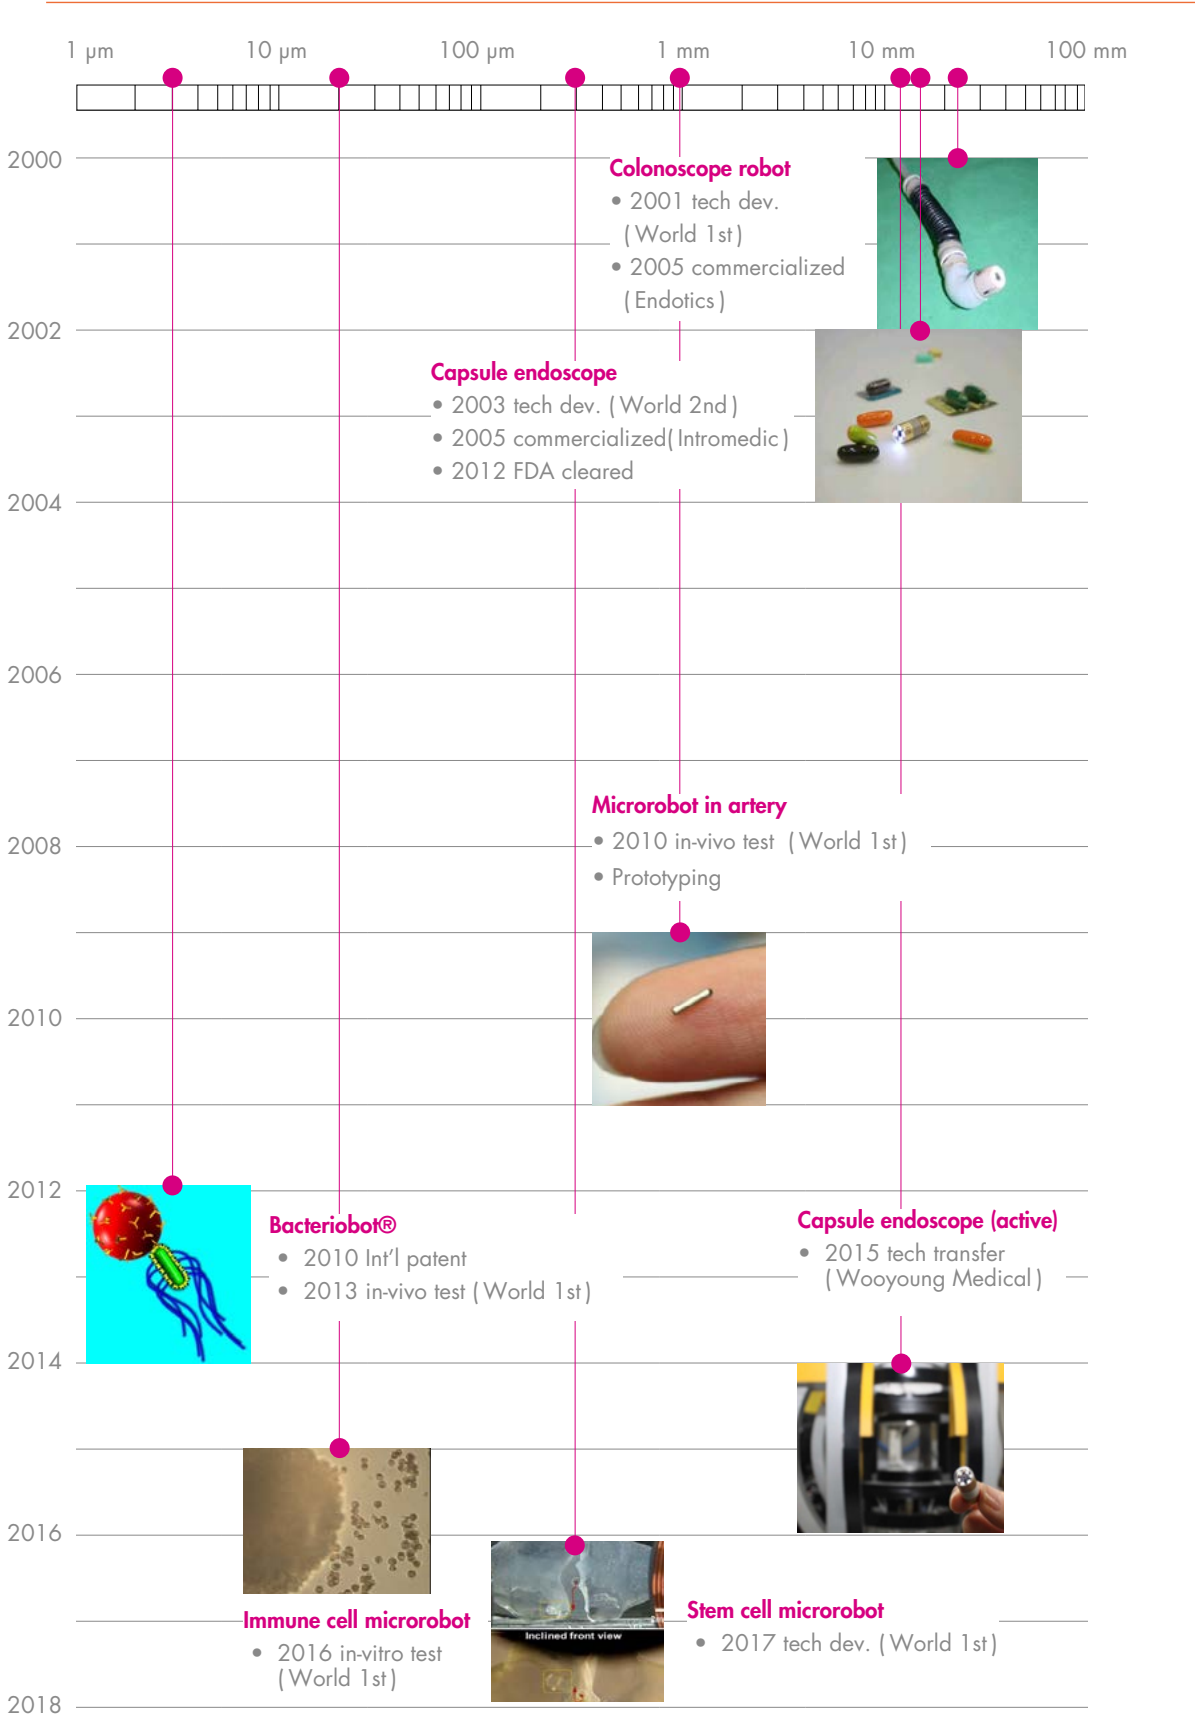 1 µm 10 µm 100 µm 1 mm 10 mm 100 mm
2000
Colonoscope robot
• 2001 tech dev.
(World 1st)
• 2005 commercialized
(Endotics)
2002
Capsule endoscope
• 2003 tech dev. (World 2nd)
• 2005 commercialized(Intromedic)
• 2012 FDA cleared
2004
2006
Microrobot in artery
2008
• 2010 in-vivo test (World 1st)
• Prototyping
2010
2012
Bacteriobot®
• 2010 Int'l patent
• 2013 in-vivo test (World 1st)
Capsule endoscope (active)
• 2015 tech transfer
(Wooyoung Medical)
2014
2016
Immune cell microrobot
• 2016 in-vitro test
(World 1st)
Inclined front view
Stem cell microrobot
• 2017 tech dev. (World 1st)
2018